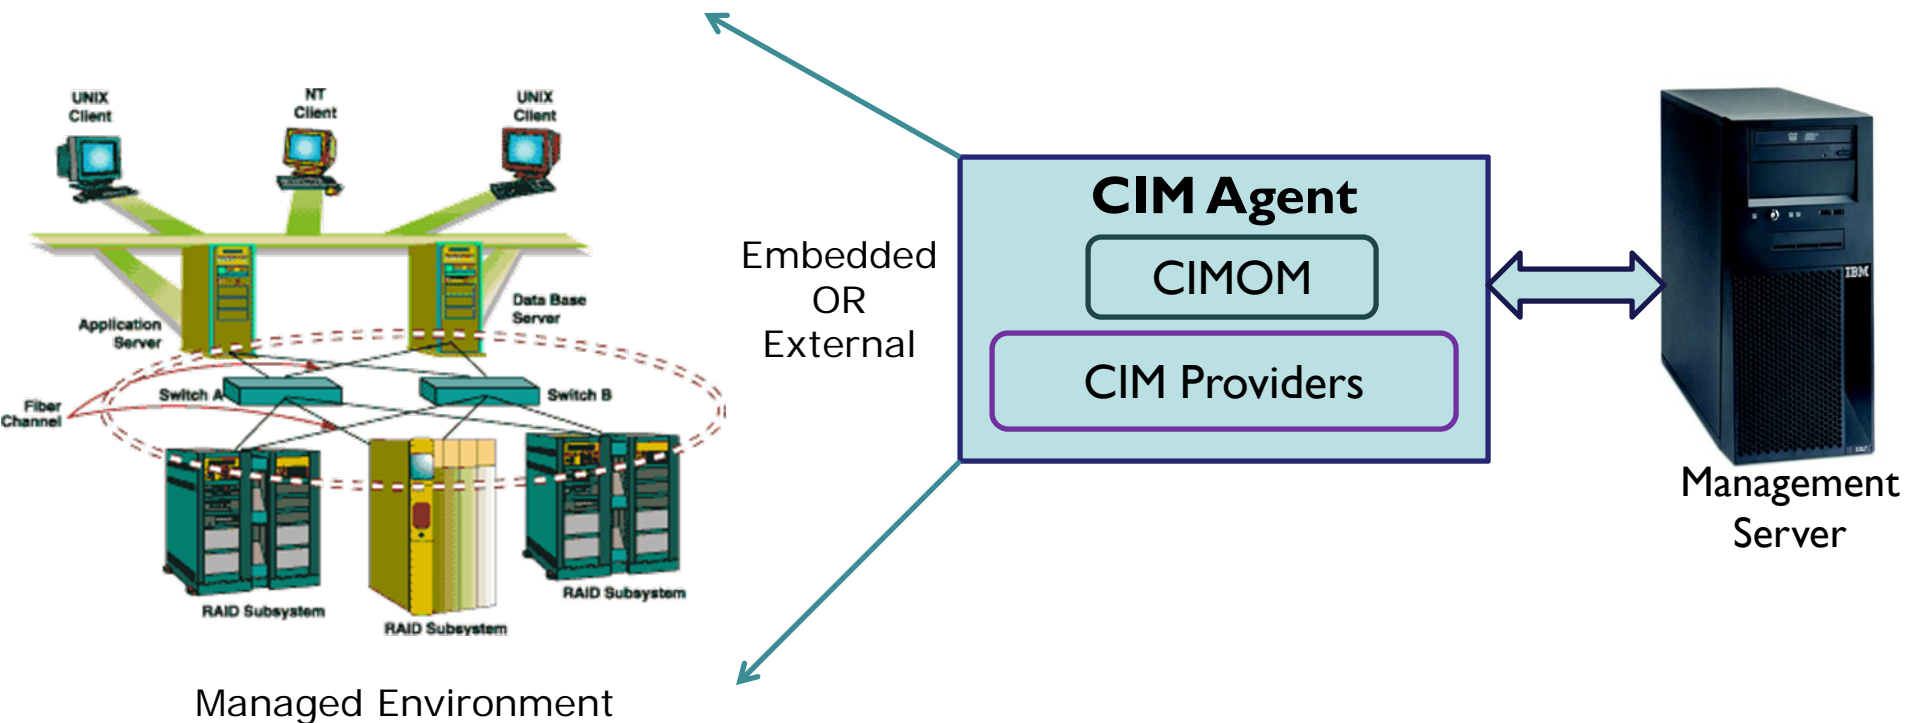 UNIX
Client
NT
Client
UNIX
Client
Application
Server
Data Base
Server
Fiber
Channel
Switch A
Switch B
RAID Subsystem
RAID Subsystem
RAID Subsystem
Managed Environment
Embedded
OR
External
CIM Agent
CIMOM
CIM Providers
IBM
Management
Server